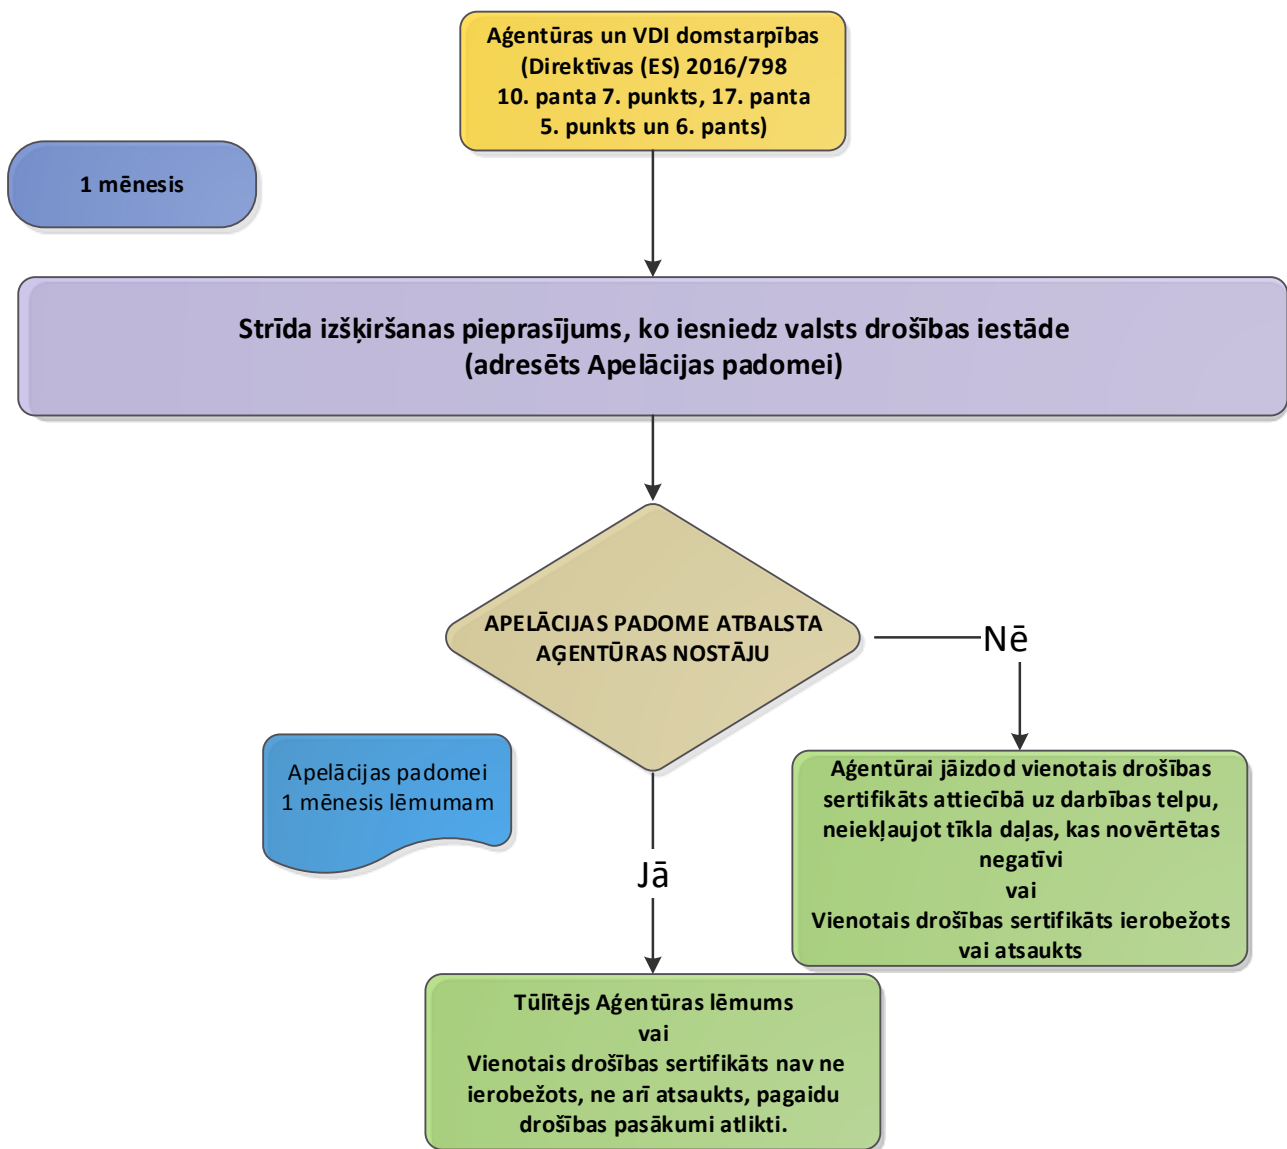 Aģentūras un VDI domstarpības
(Direktīvas (ES) 2016/798
10. panta 7. punkts, 17. panta
5. punkts un 6. pants)
1 mēnesis
Strīda izšķiršanas pieprasījums, ko iesniedz valsts drošības iestāde
(adresēts Apelācijas padomei)
APELĀCIJAS PADOME ATBALSTA
AĢENTŪRAS NOSTĀJU
Nē
Apelācijas padomei
1 mēnesis lēmumam
Aģentūrai jāizdod vienotais drošības
sertifikāts attiecībā uz darbības telpu,
neiekļaujot tīkla daļas, kas novērtētas
negatīvi
vai
Vienotais drošības sertifikāts ierobežots
vai atsaukts
Jā
Tūlītējs Aģentūras lēmums
vai
Vienotais drošības sertifikāts nav ne
ierobežots, ne arī atsaukts, pagaidu
drošības pasākumi atlikti.